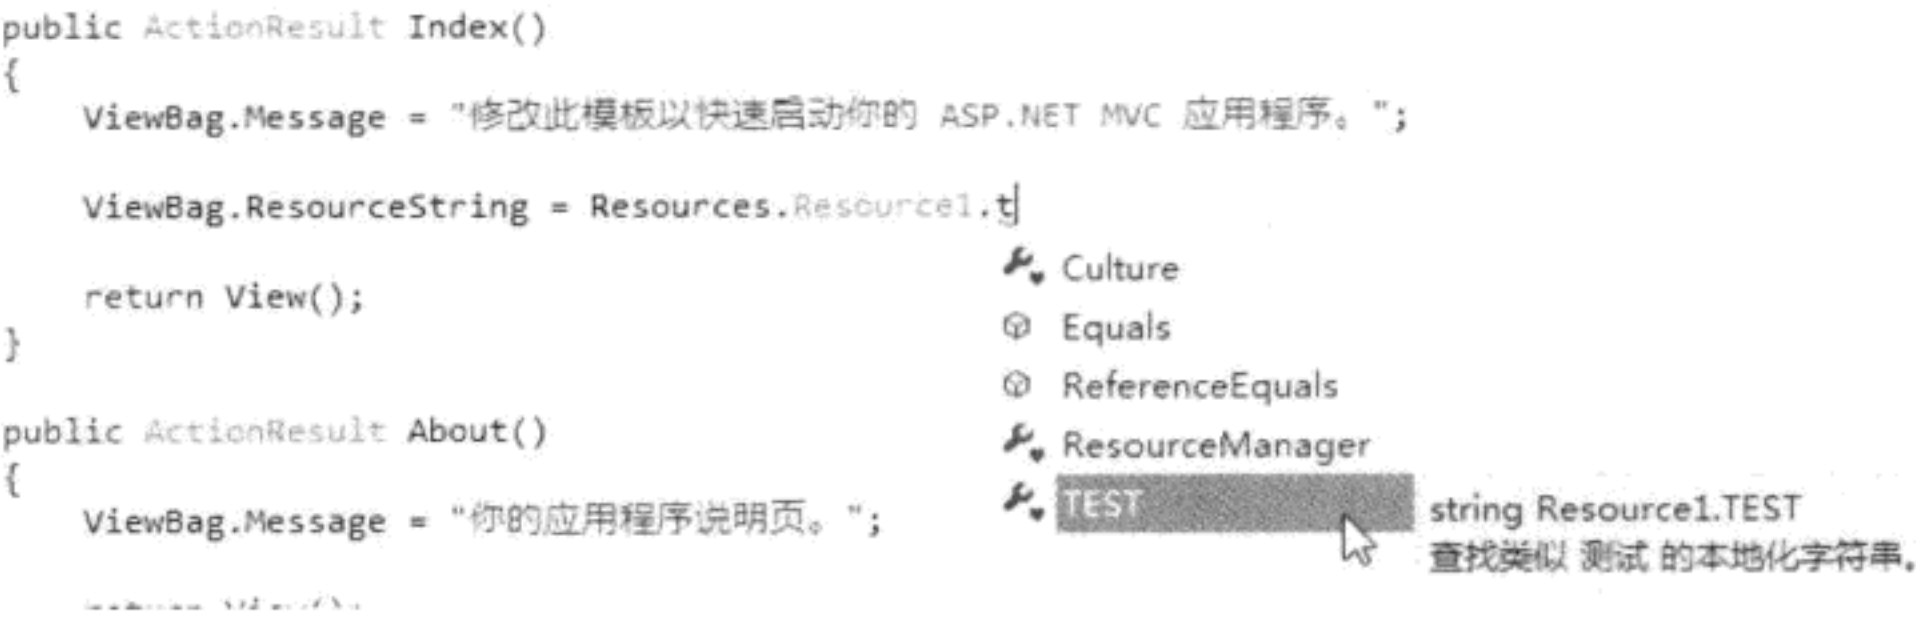 public ActionResult Index()
{
ViewBag.Message = "修改此模板以快速启动你的 ASP.NET MVC 应用程序。";
ViewBag.ResourceString = Resources.Resource1.t
Culture
Equals
return View();
}
ReferenceEquals
public ActionResult About()
ResourceManager
{
TEST
string Resource1.TEST
ViewBag.Message = "你的应用程序说明页。";
查找类似 测试 的本地化字符串。
return View();